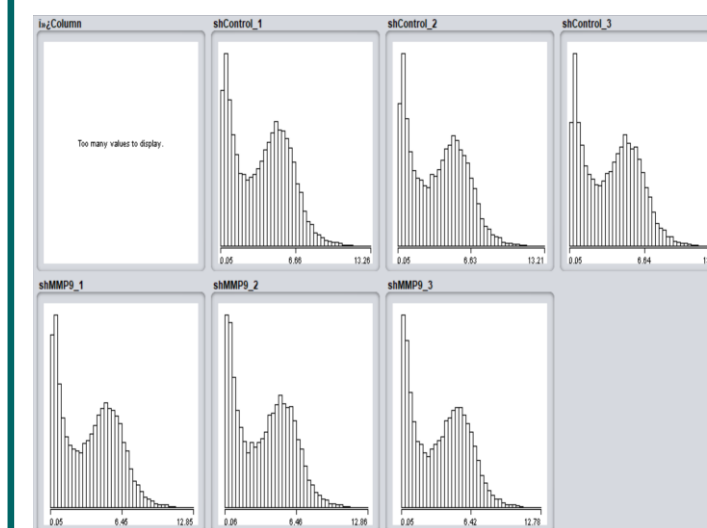 ï»¿Column
shControl_1
shControl_2
shControl_3
Too many values to display.
0.05 6.66 13.26
0.05 6.63 13.21
0.05 6.64
shMMP9_1
shMMP9_2
shMMP9_3
0.05 6.46 12.85
0.06 6.46 12.86
0.05 6.42 12.78